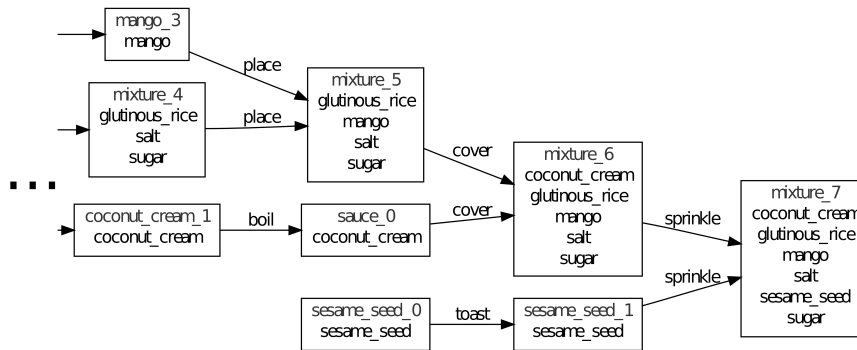 mango_3
mango
place
mixture_4
glutinous_rice
salt
sugar
place
mixture_5
glutinous_rice
mango
salt
sugar
cover
...
coconut_cream_1
coconut_cream
boil
sauce_0
coconut_cream
cover
mixture_6
coconut_cream
glutinous_rice
mango
salt
sugar
sprinkle
sesame_seed_0
sesame_seed
toast
sesame_seed_1
sesame_seed
sprinkle
mixture_7
coconut_cream
glutinous_rice
mango
salt
sesame_seed
sugar